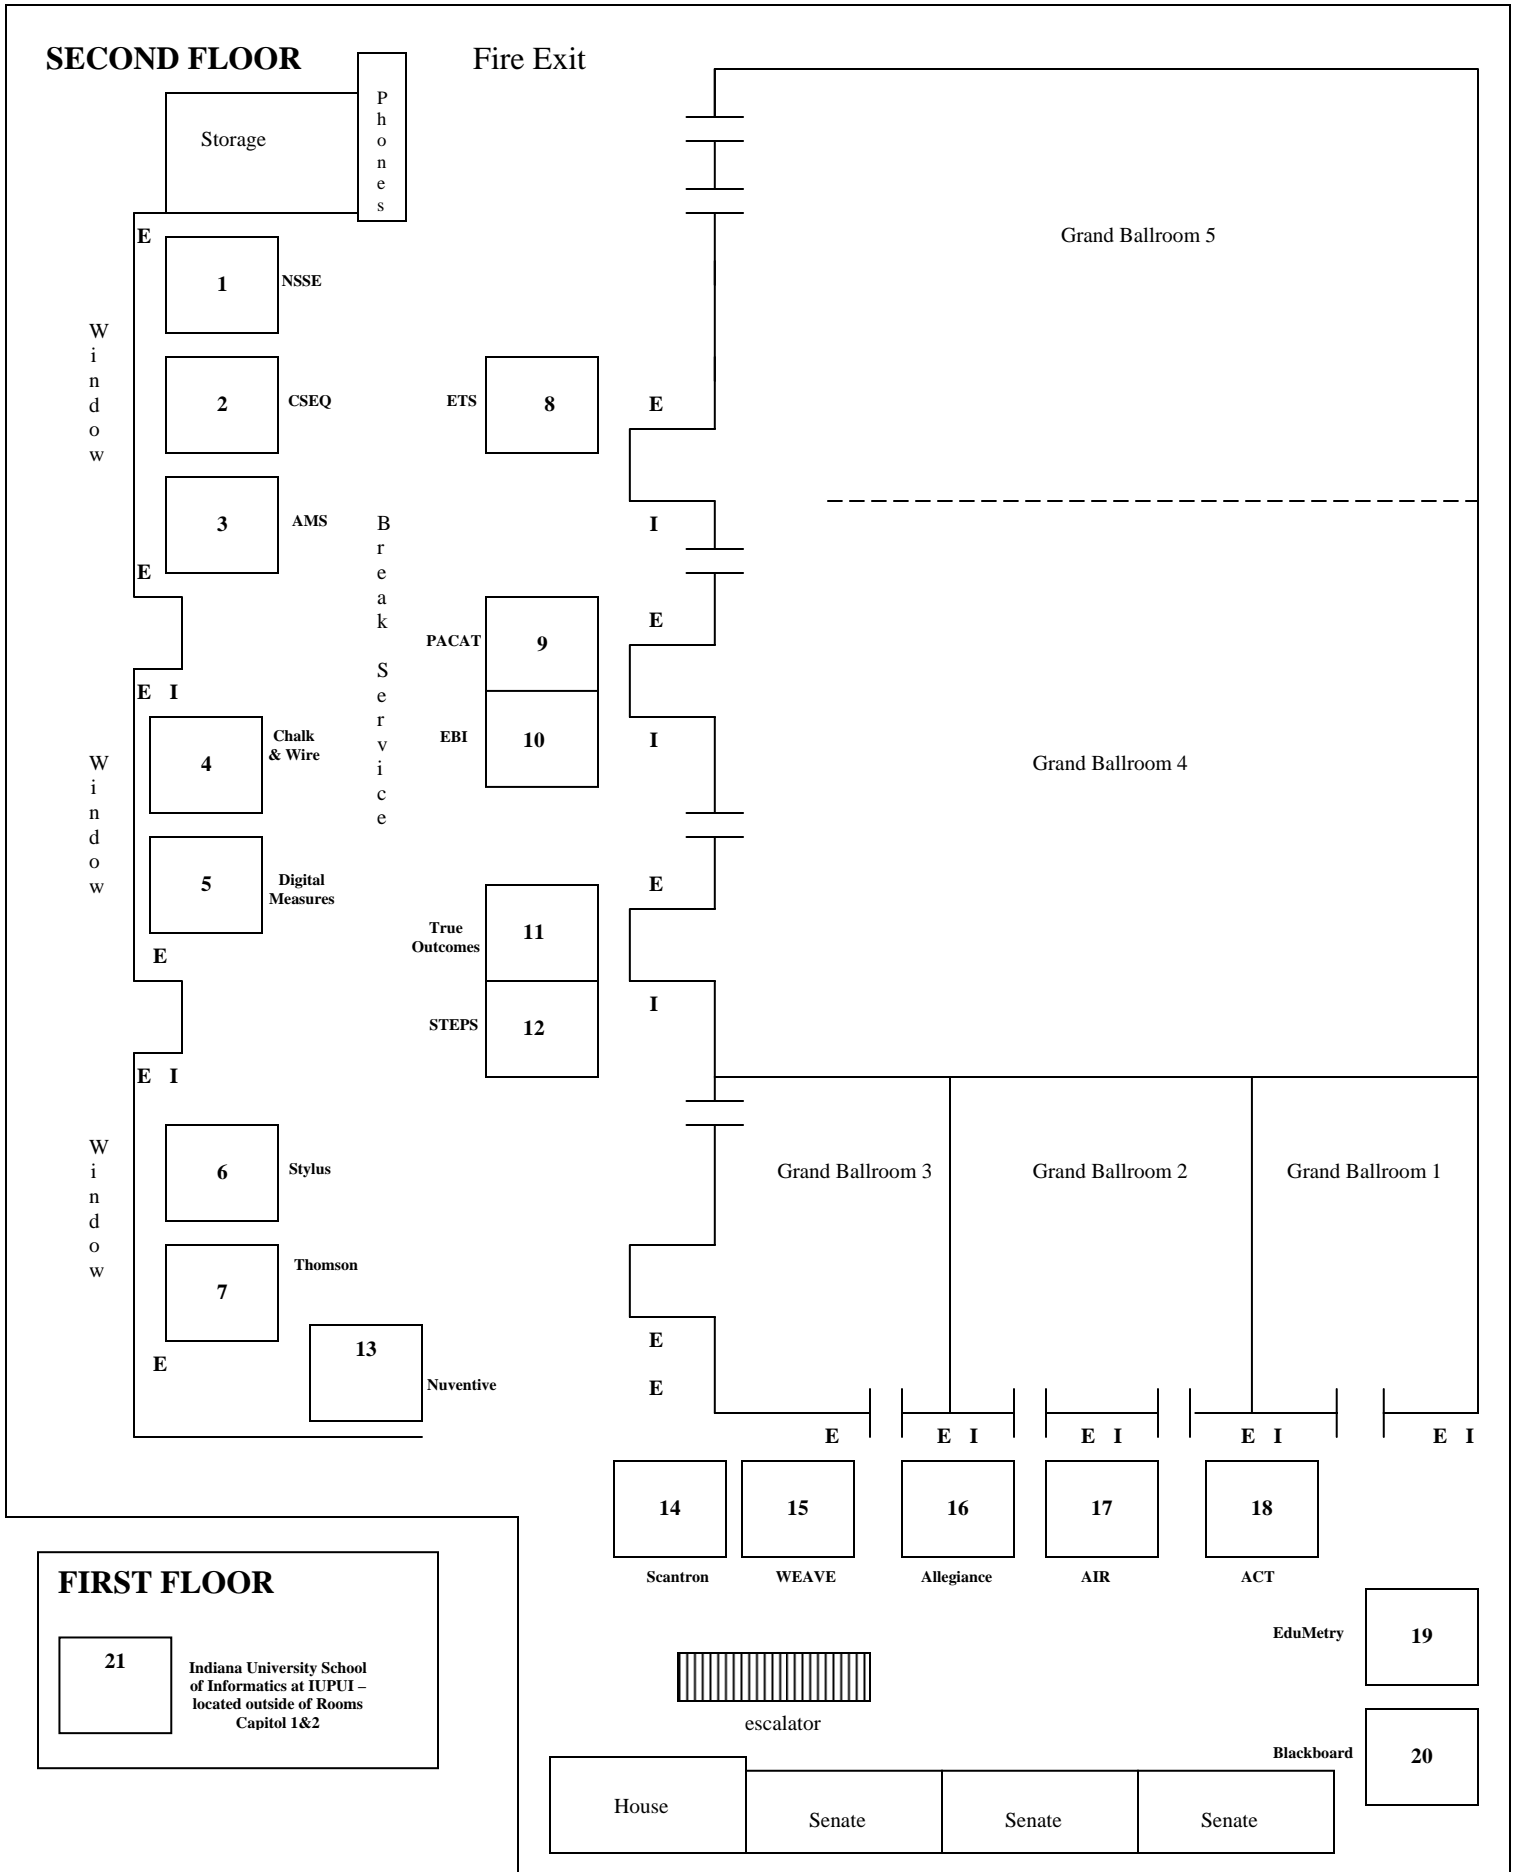 SECOND FLOOR
Fire Exit
Phones
Storage
E
Grand Ballroom 5
1
NSSE
Window
2
CSEQ
ETS
8
E
3
AMS
I
E
Break Service
PACAT
9
E
E I
Chalk
& Wire
4
EBI
10
I
Window
Grand Ballroom 4
5
Digital
Measures
E
True
Outcomes
11
E
I
STEPS
12
E I
Window
6
Stylus
Grand Ballroom 3
Grand Ballroom 2
Grand Ballroom 1
7
Thomson
E
13
Nuventive
E
E
E
E I
E I
E I
E I
14
15
16
17
18
Scantron
WEAVE
Allegiance
AIR
ACT
FIRST FLOOR
21
Indiana University School
of Informatics at IUPUI –
located outside of Rooms
Capitol 1&2
EduMetry
19
escalator
Blackboard
20
House
Senate
Senate
Senate